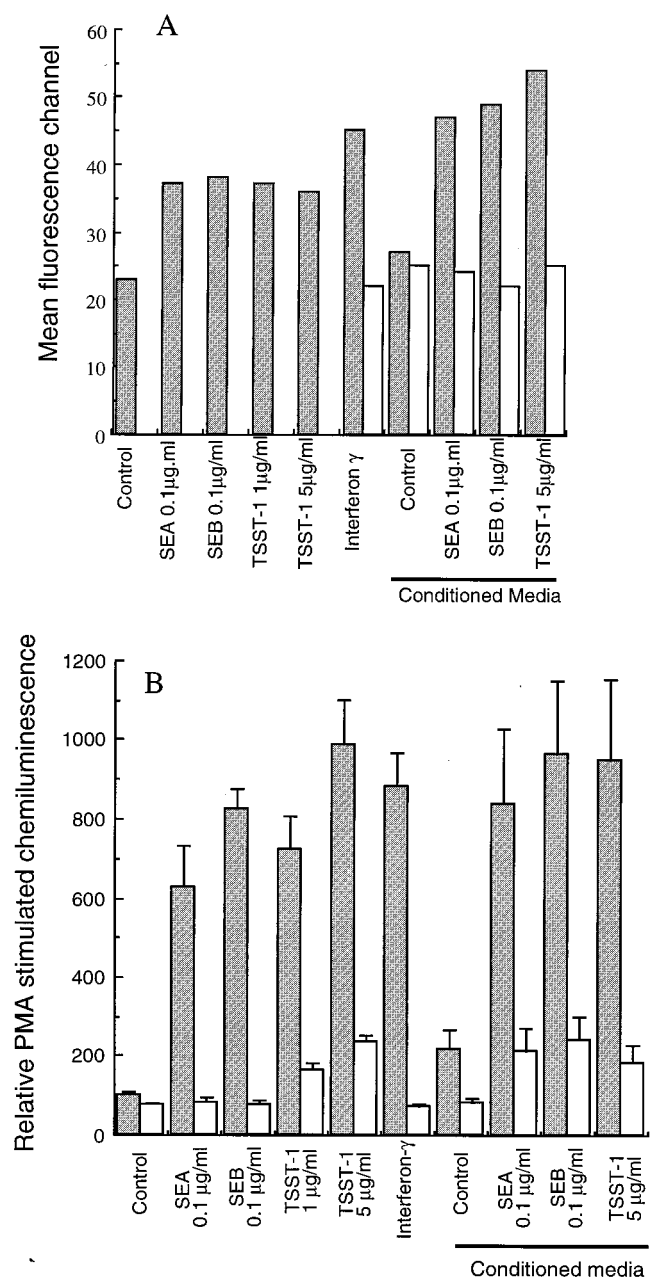 A
Mean fluorescence channel
60
50
40
30
20
10
0
Control
SEA 0.1µg.ml
SEB 0.1µg/ml
TSST-1 1µg/ml
TSST-1 5µg/ml
Interferon γ
Control
SEA 0.1µg.ml
SEB 0.1µg/ml
TSST-1 5µg/ml
Conditioned Media
B
Relative PMA stimulated chemiluminescence
1200
1000
800
600
400
200
0
Control
SEA
0.1 µg/ml
SEB
0.1 µg/ml
TSST-1
1 µg/ml
TSST-1
5 µg/ml
Interferon-γ
Control
SEA
0.1 µg/ml
SEB
0.1 µg/ml
TSST-1
5 µg/ml
Conditioned media